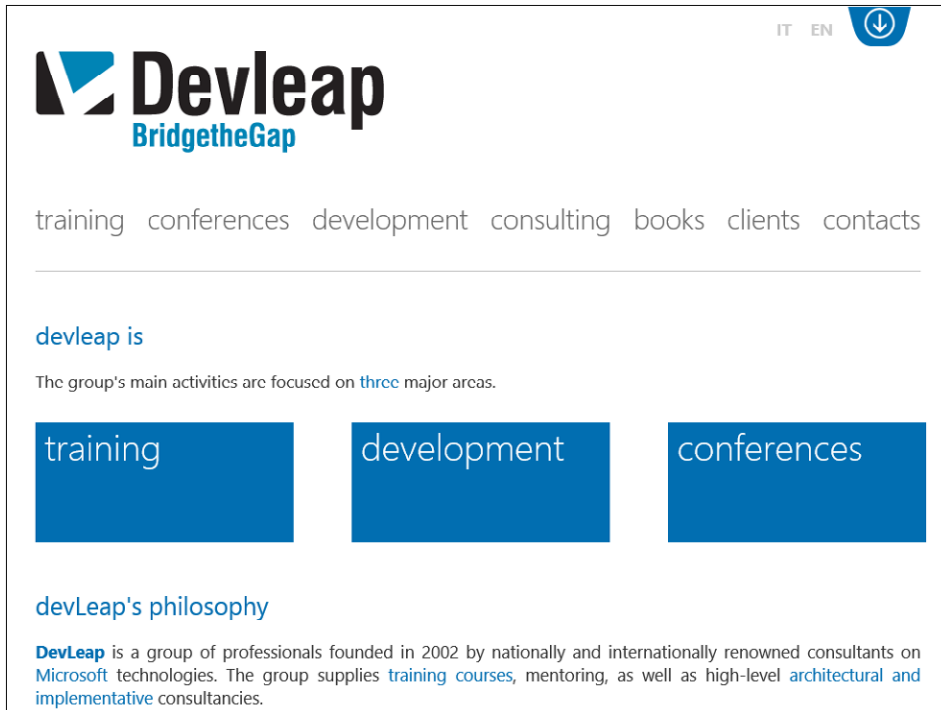 IT EN
Devleap
BridgetheGap
training conferences development consulting books clients contacts
devleap is
The group's main activities are focused on three major areas.
training development conferences
devLeap's philosophy
DevLeap is a group of professionals founded in 2002 by nationally and internationally renowned consultants on
Microsoft technologies. The group supplies training courses, mentoring, as well as high-level architectural and
implementative consultancies.